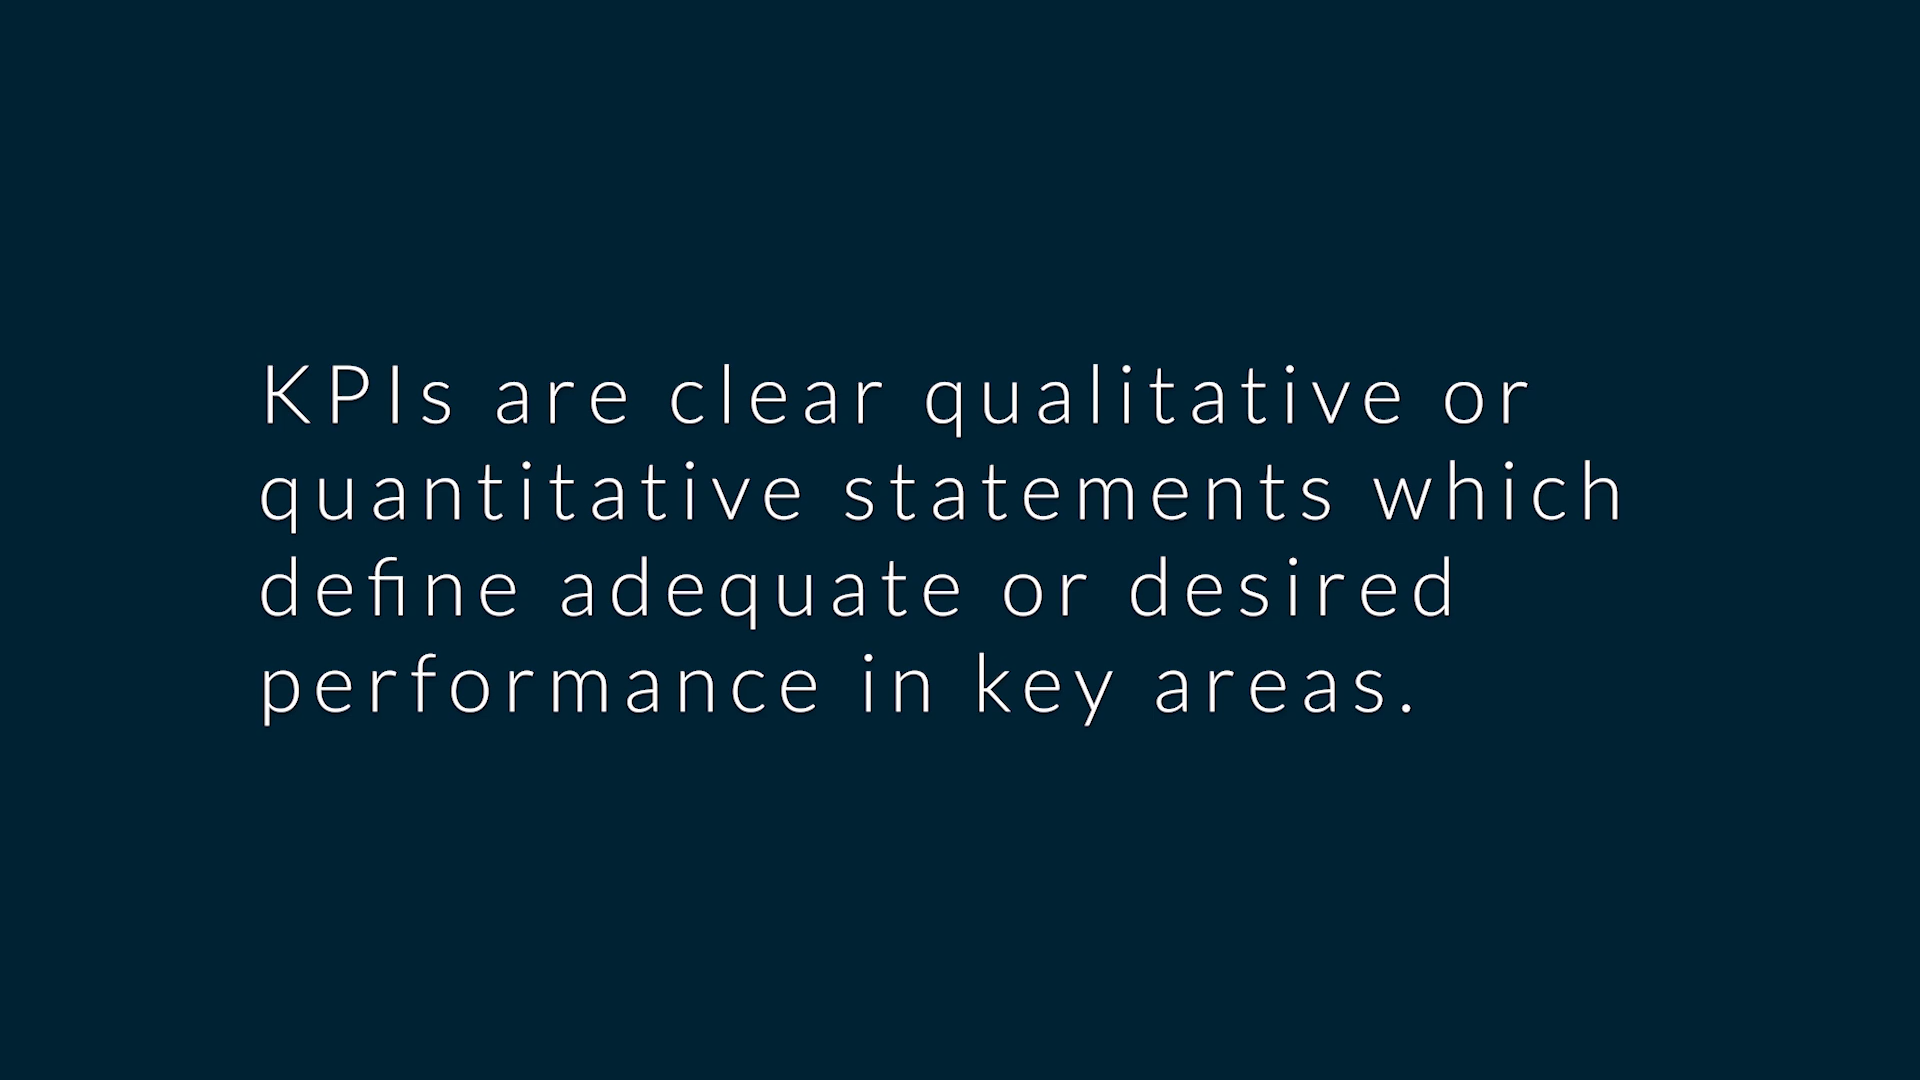 KPIs are clear qualitative or
quantitative statements which
define adequate or desired
performance in key areas.